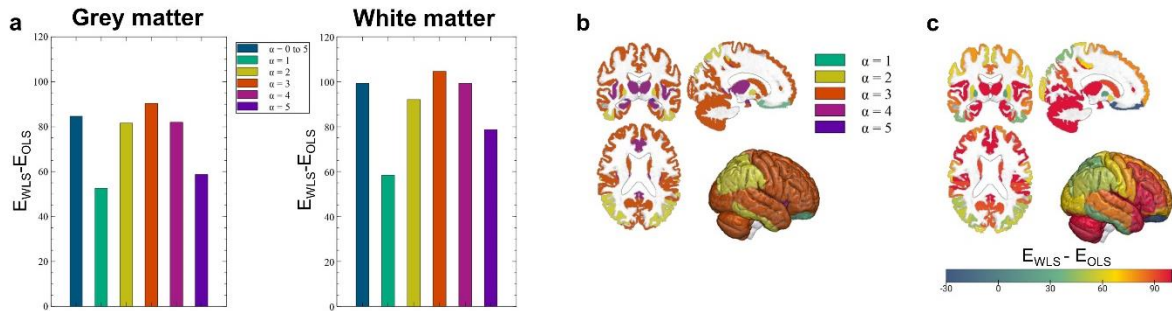 a
Grey matter
White matter
b
c
E_WLS-E_OLS
120
100
80
60
40
20
0
α = 0 to 5
α = 1
α = 2
α = 3
α = 4
α = 5
E_WLS-E_OLS
120
100
80
60
40
20
0
α = 1
α = 2
α = 3
α = 4
α = 5
E_WLS - E_OLS
-30 0 30 60 90